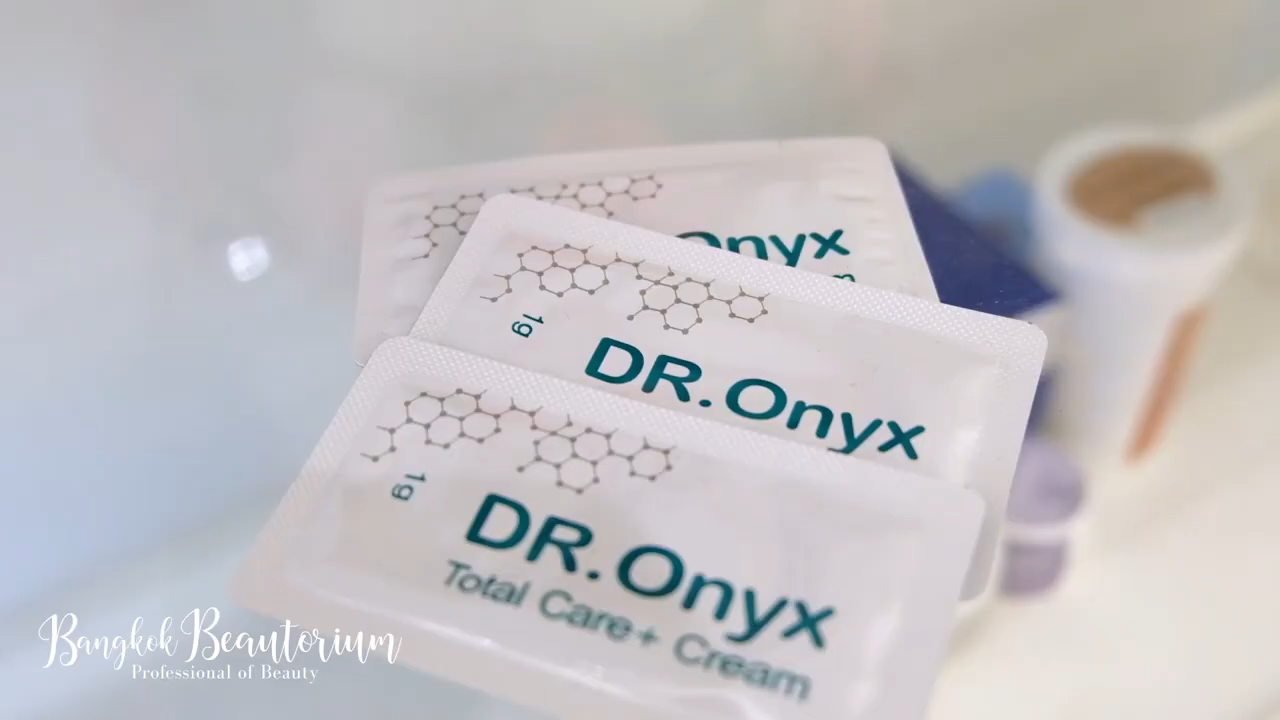 Onyx
1g
DR.Onyx
1g
DR.Onyx
Total Care+ Cream
Bangkok Beautorium
Professional of Beauty